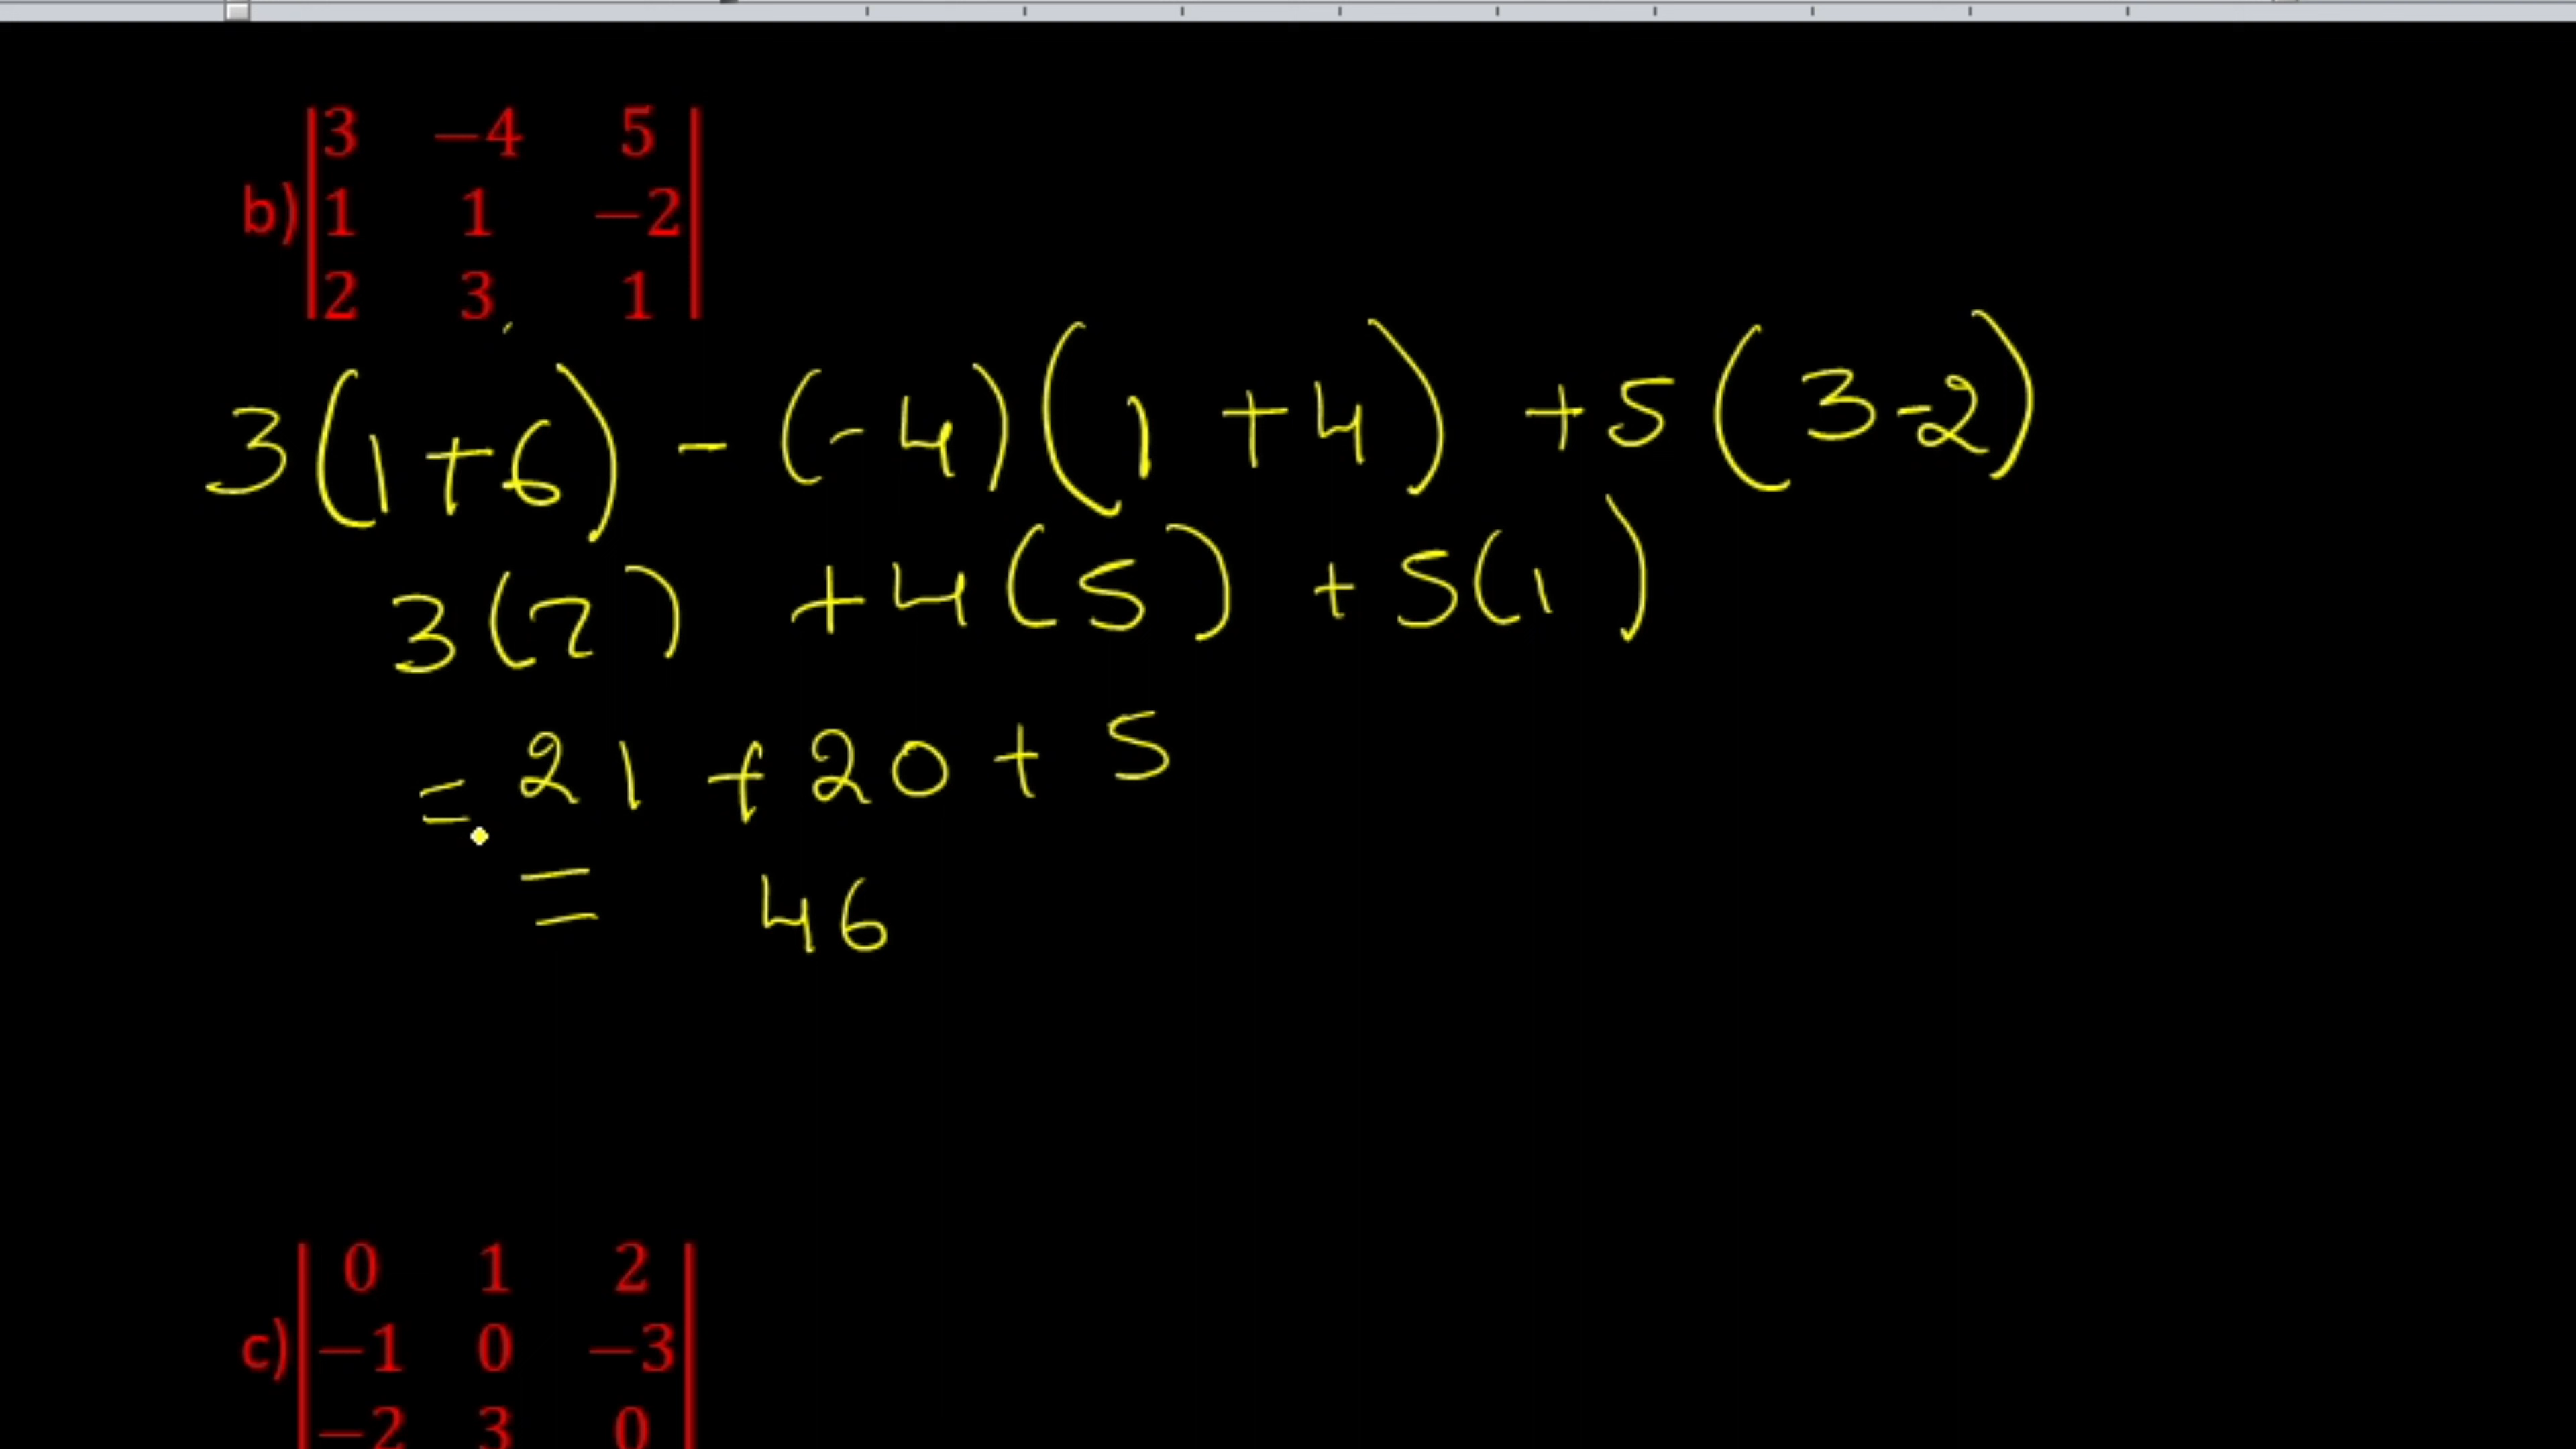 b) |3 −4 5|
|1 1 −2|
|2 3 1|
3(1+6) - (-4)(1+4) +5(3-2)
3(7) +4(5) +5(1)
= 21 + 20 + 5
= 46
c) |0 1 2|
|−1 0 −3|
|−2 3 0|